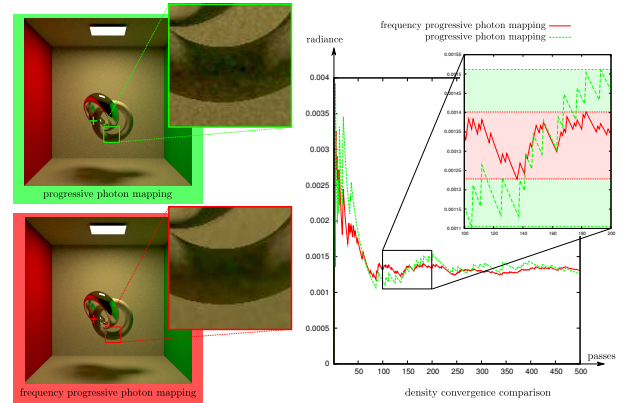 progressive photon mapping
frequency progressive photon mapping
frequency progressive photon mapping
progressive photon mapping
radiance
0.004
0.0035
0.003
0.0025
0.002
0.0015
0.001
0.0005
0
50 100 150 200 250 300 350 400 450 500
passes
0.00155
0.0015
0.00145
0.0014
0.00135
0.0013
0.00125
0.0012
0.00115
0.0011
100 120 140 160 180 200
density convergence comparison